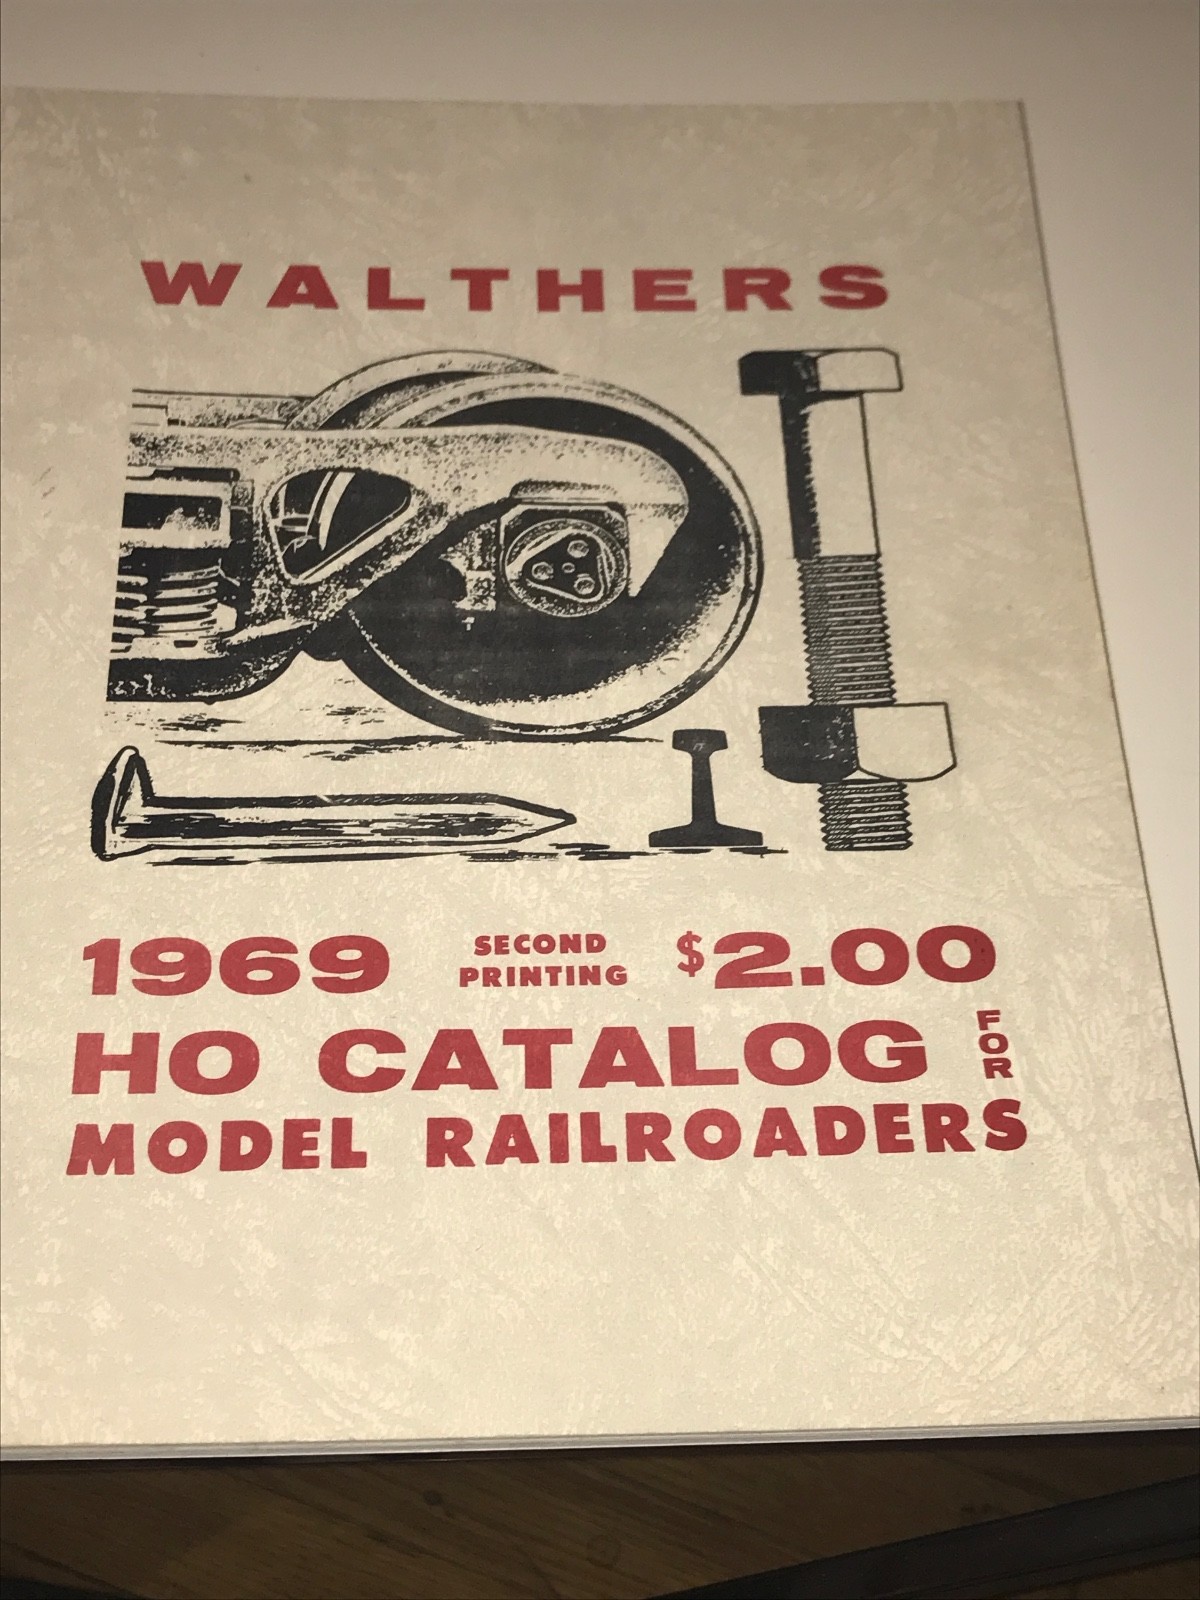 WALTHERS
1969 SECOND PRINTING $2.00
HO CATALOG FOR
MODEL RAILROADERS